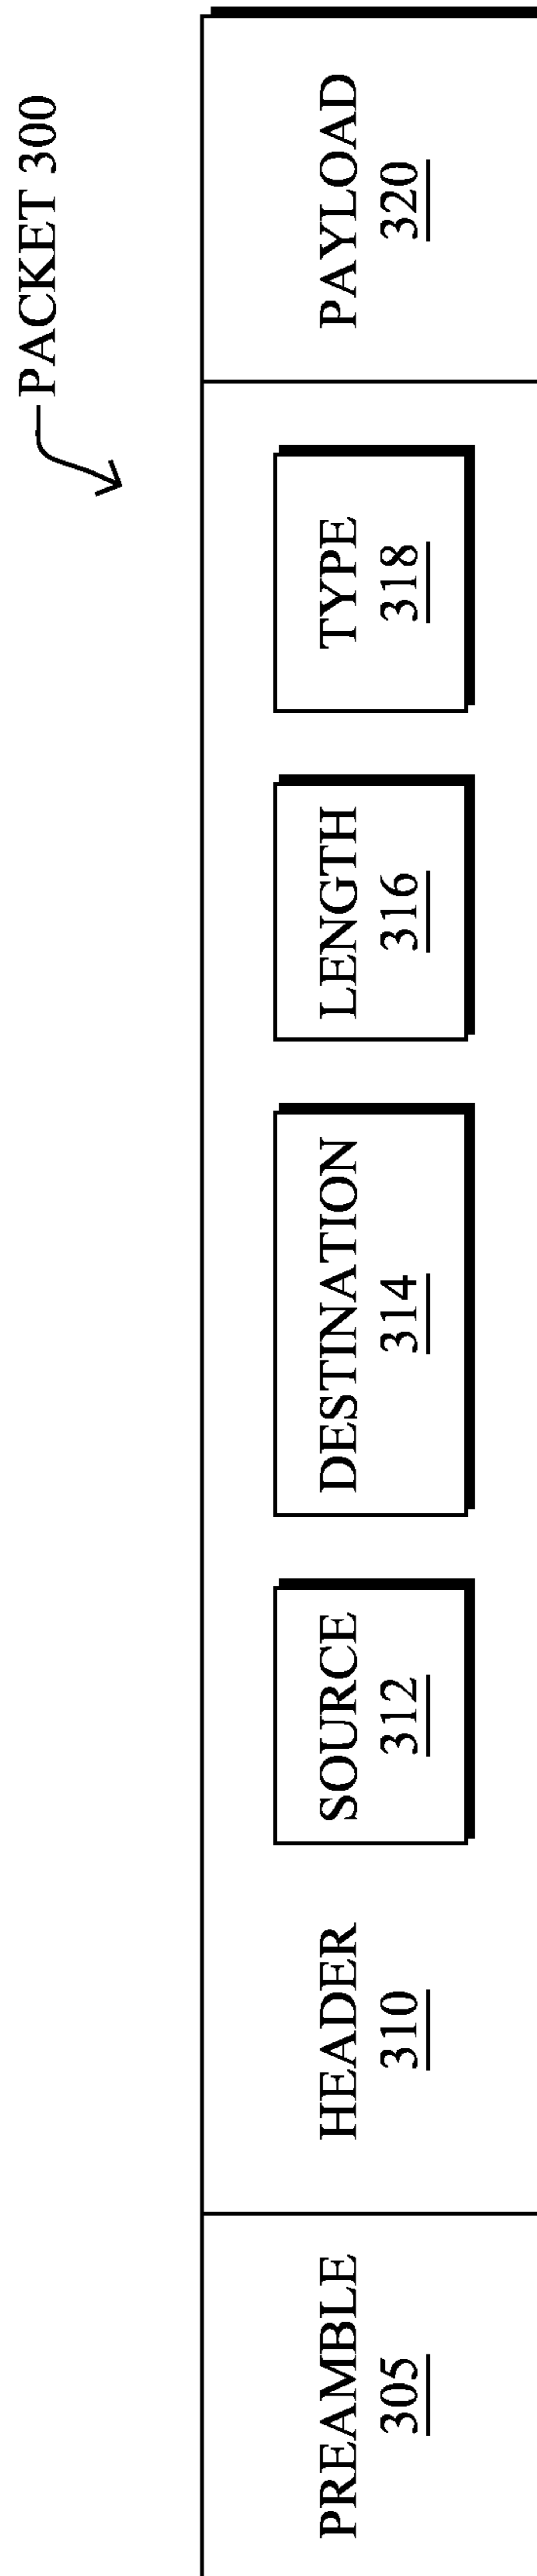 PACKET 300
PREAMBLE
305
HEADER
310
SOURCE
312
DESTINATION
314
LENGTH
316
TYPE
318
PAYLOAD
320